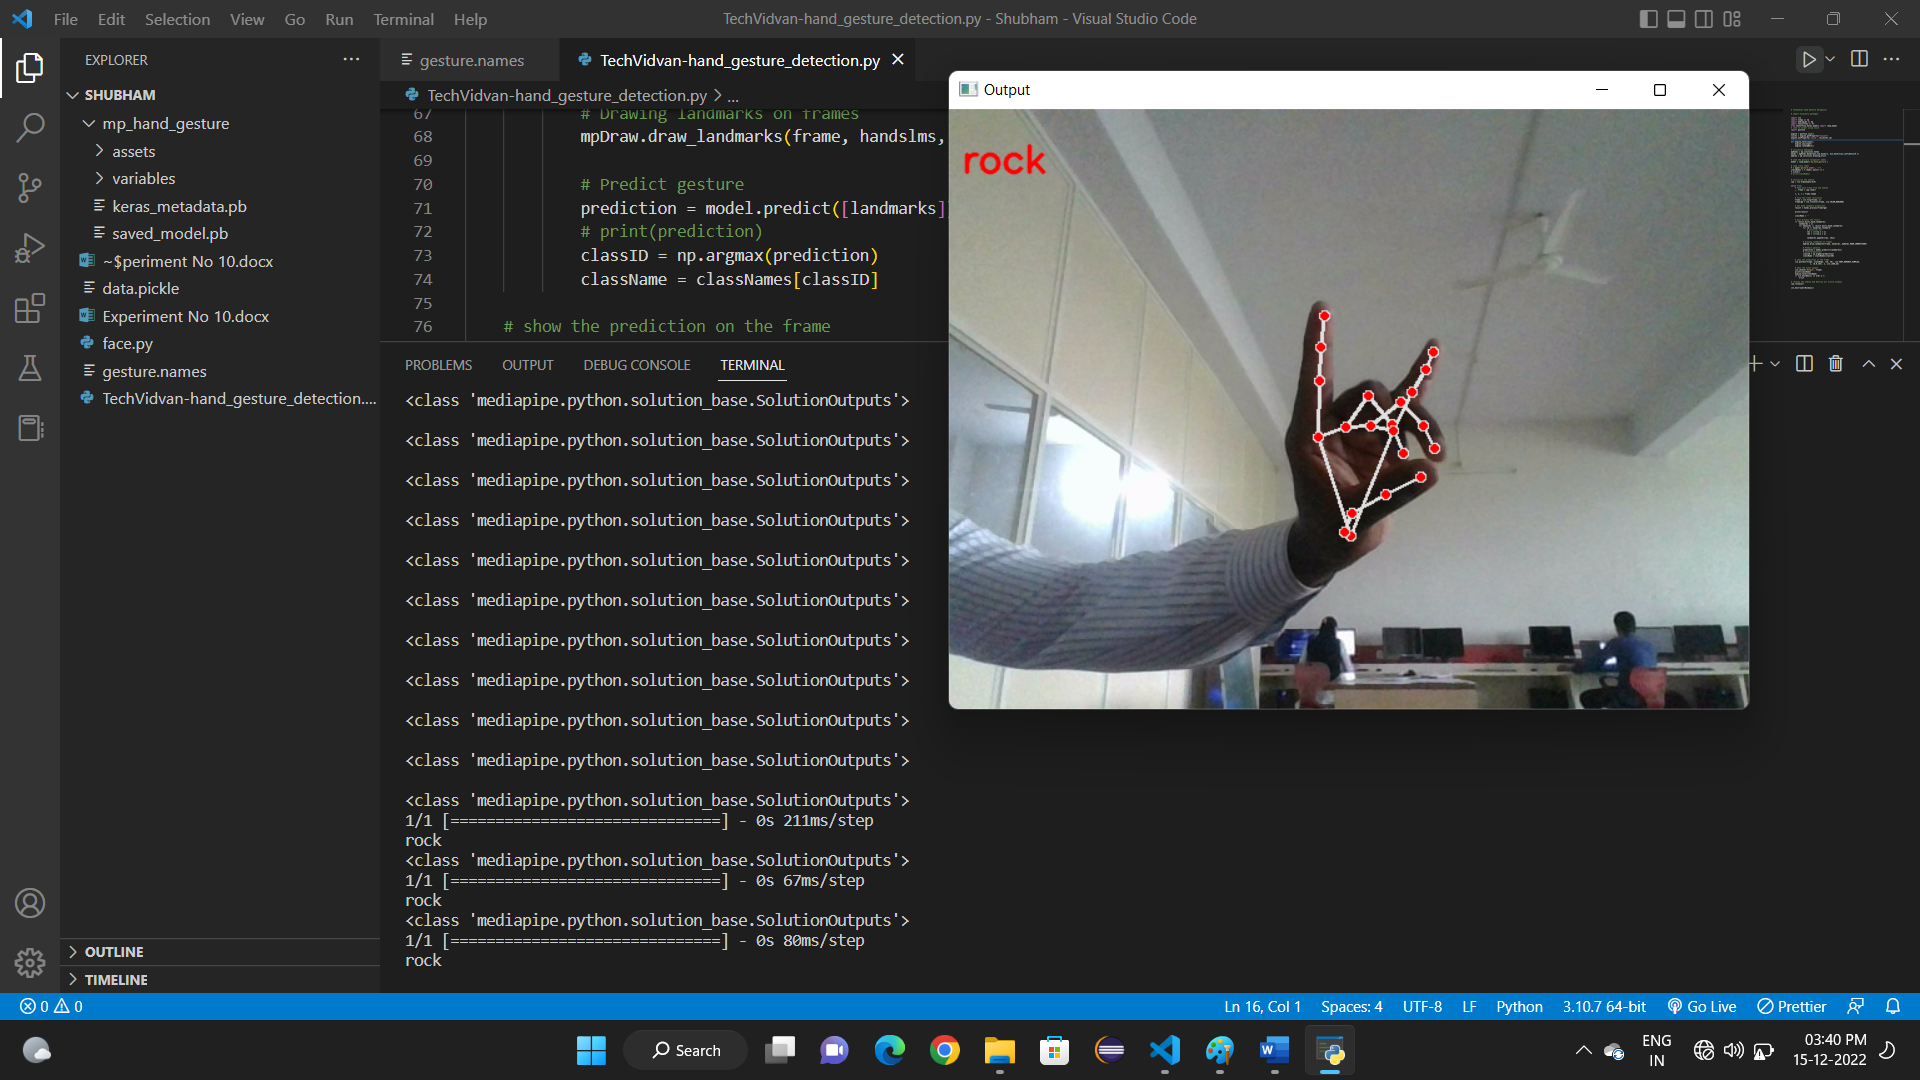 File Edit Selection View Go Run Terminal Help
TechVidvan-hand_gesture_detection.py - Shubham - Visual Studio Code
EXPLORER
SHUBHAM
mp_hand_gesture
assets
variables
keras_metadata.pb
saved_model.pb
~$periment No 10.docx
data.pickle
Experiment No 10.docx
face.py
gesture.names
TechVidvan-hand_gesture_detection....
OUTLINE
TIMELINE
gesture.names
TechVidvan-hand_gesture_detection.py
TechVidvan-hand_gesture_detection.py > ...
67 # Drawing landmarks on frames
68 mpDraw.draw_landmarks(frame, handslms,
69
70 # Predict gesture
71 prediction = model.predict([landmarks]
72 # print(prediction)
73 classID = np.argmax(prediction)
74 className = classNames[classID]
75
76 # show the prediction on the frame
PROBLEMS OUTPUT DEBUG CONSOLE TERMINAL
<class 'mediapipe.python.solution_base.SolutionOutputs'>
<class 'mediapipe.python.solution_base.SolutionOutputs'>
<class 'mediapipe.python.solution_base.SolutionOutputs'>
<class 'mediapipe.python.solution_base.SolutionOutputs'>
<class 'mediapipe.python.solution_base.SolutionOutputs'>
<class 'mediapipe.python.solution_base.SolutionOutputs'>
<class 'mediapipe.python.solution_base.SolutionOutputs'>
<class 'mediapipe.python.solution_base.SolutionOutputs'>
<class 'mediapipe.python.solution_base.SolutionOutputs'>
<class 'mediapipe.python.solution_base.SolutionOutputs'>
<class 'mediapipe.python.solution_base.SolutionOutputs'>
1/1 [==============================] - 0s 211ms/step
rock
<class 'mediapipe.python.solution_base.SolutionOutputs'>
1/1 [==============================] - 0s 67ms/step
rock
<class 'mediapipe.python.solution_base.SolutionOutputs'>
1/1 [==============================] - 0s 80ms/step
rock
Output
rock
0 0
Ln 16, Col 1 Spaces: 4 UTF-8 LF Python 3.10.7 64-bit Go Live Prettier
Search
ENG
IN
03:40 PM
15-12-2022